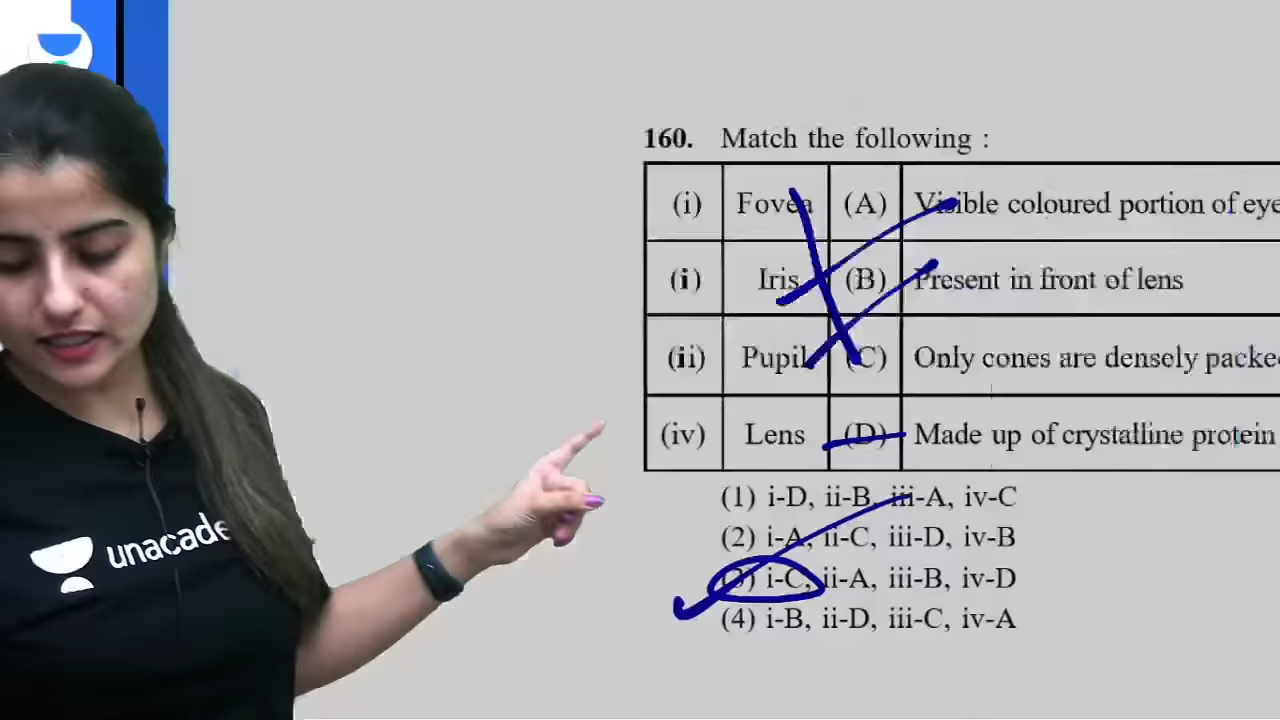 160. Match the following :
(i) Fovea (A) Visible coloured portion of eye
(i) Iris (B) Present in front of lens
(ii) Pupil (C) Only cones are densely
(iv) Lens (D) Made up of crystalline protein
(1) i-D, ii-B, iii-A, iv-C
(2) i-A, ii-C, iii-D, iv-B
(3) i-C, ii-A, iii-B, iv-D
(4) i-B, ii-D, iii-C, iv-A
unacade